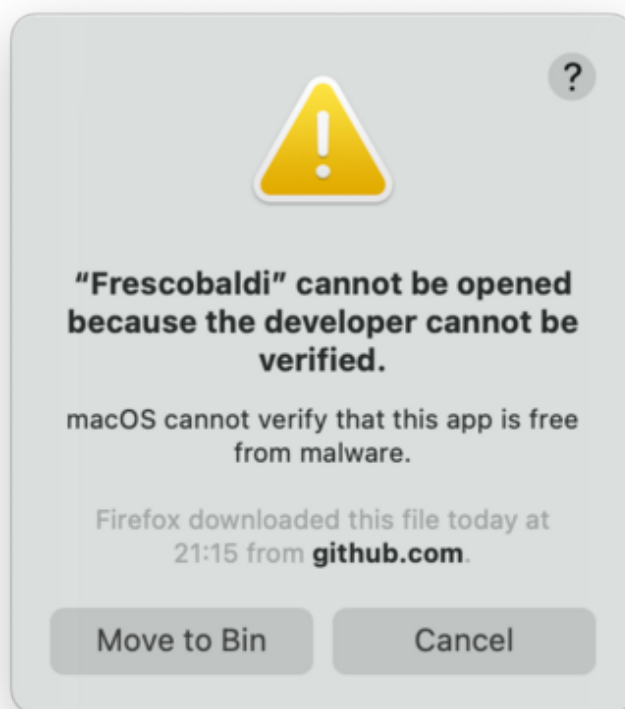 ?
“Frescobaldi” cannot be opened
because the developer cannot be
verified.
macOS cannot verify that this app is free
from malware.
Firefox downloaded this file today at
21:15 from github.com.
Move to Bin
Cancel